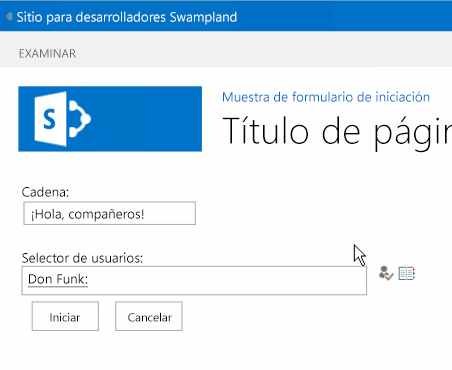 Sitio para desarrolladores Swampland
EXAMINAR
S
Muestra de formulario de iniciación
Título de págin
Cadena:
¡Hola, compañeros!
Selector de usuarios:
Don Funk:
Iniciar Cancelar